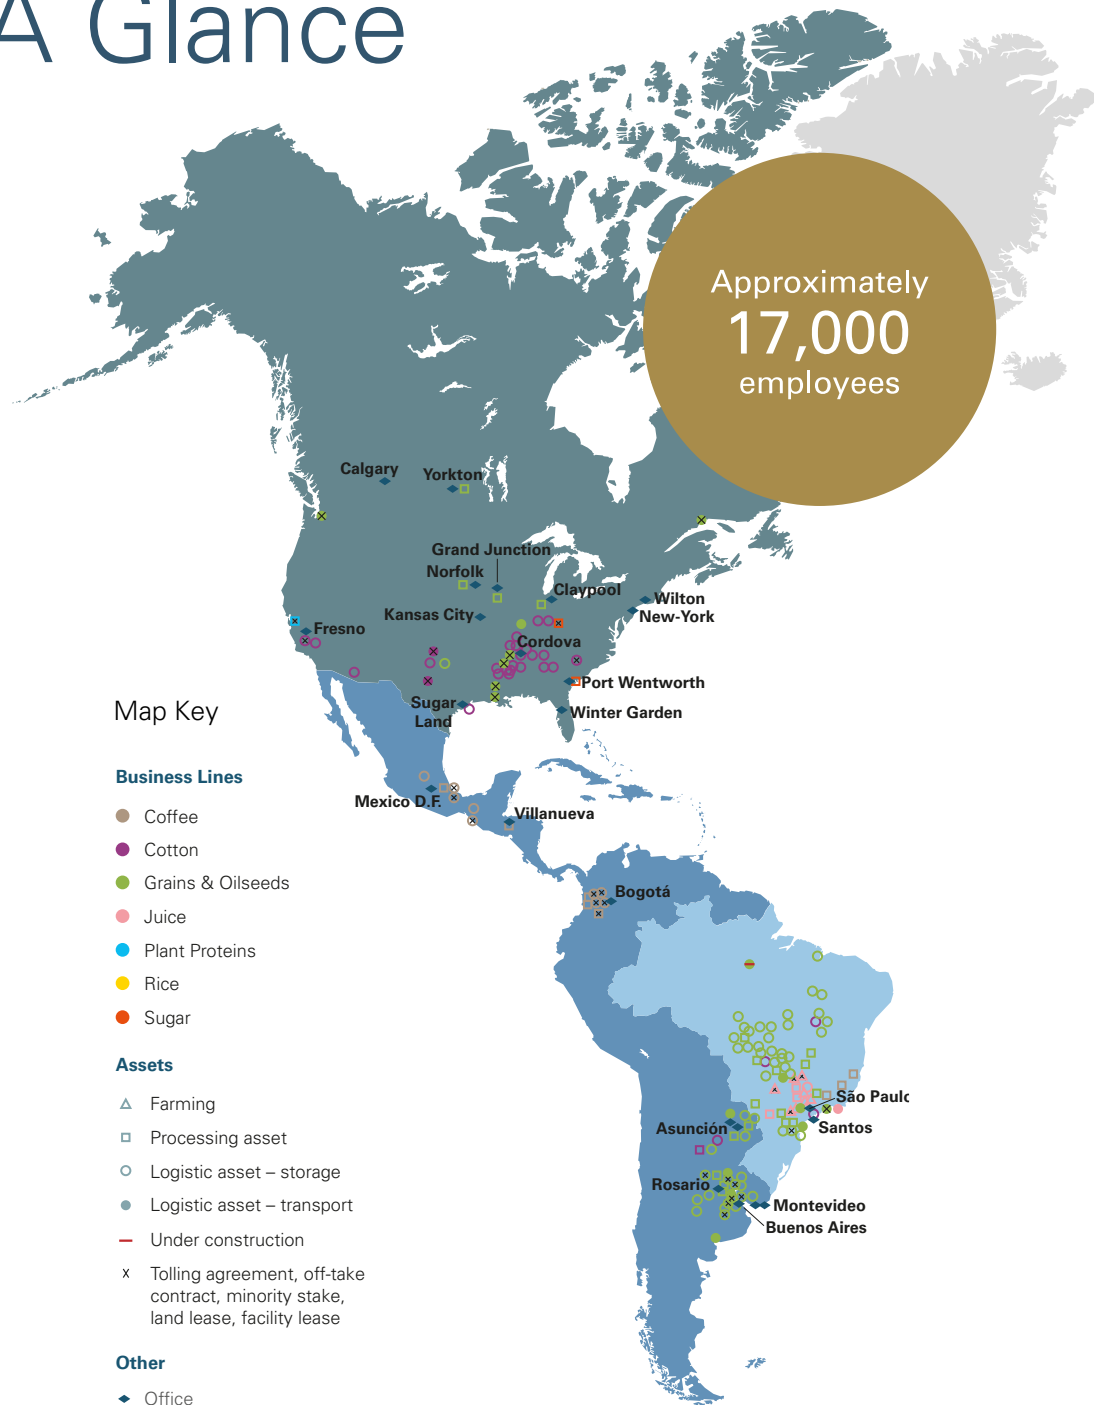 A Glance
Approximately
17,000
employees
Calgary
Yorkton
Grand Junction
Norfolk
Claypool
Wilton
New-York
Kansas City
Fresno
Cordova
Port Wentworth
Sugar
Land
Winter Garden
Mexico D.F.
Villanueva
Bogotá
São Paulo
Santos
Asunción
Rosario
Montevideo
Buenos Aires
Map Key
Business Lines
Coffee
Cotton
Grains & Oilseeds
Juice
Plant Proteins
Rice
Sugar
Assets
Farming
Processing asset
Logistic asset – storage
Logistic asset – transport
Under construction
x Tolling agreement, off-take
contract, minority stake,
land lease, facility lease
Other
Office